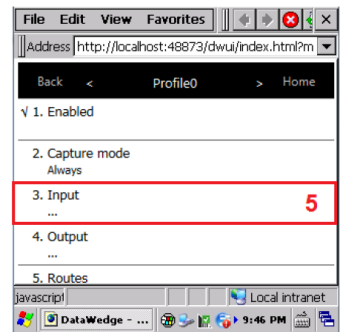 File Edit View Favorites
Address http://localhost:48873/dwui/index.html?m
Back < Profile0 > Home
√ 1. Enabled
2. Capture mode
Always
3. Input
...
5
4. Output
...
5. Routes
javascript
Local intranet
DataWedge - ...
9:46 PM